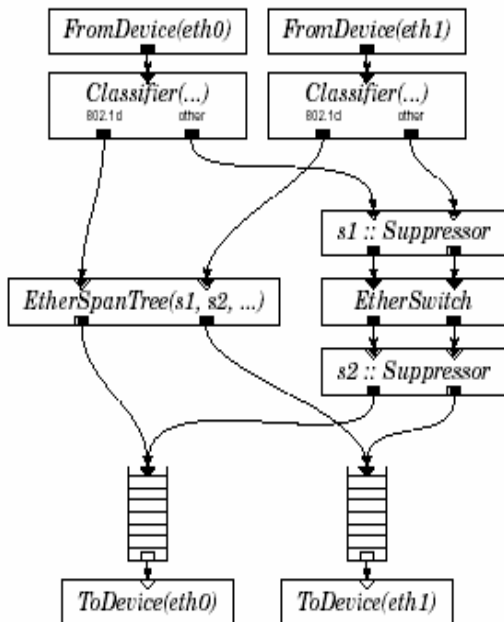 FromDevice(eth0) FromDevice(eth1)
Classifier(...) Classifier(...)
802.1d other 802.1d other
s1 :: Suppressor
EtherSpanTree(s1, s2, ...) EtherSwitch
s2 :: Suppressor
ToDevice(eth0) ToDevice(eth1)